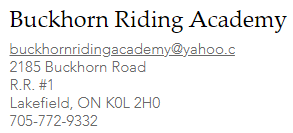 Buckhorn Riding Academy
buckhornridingacademy@yahoo.c
2185 Buckhorn Road
R.R. #1
Lakefield, ON K0L 2H0
705-772-9332